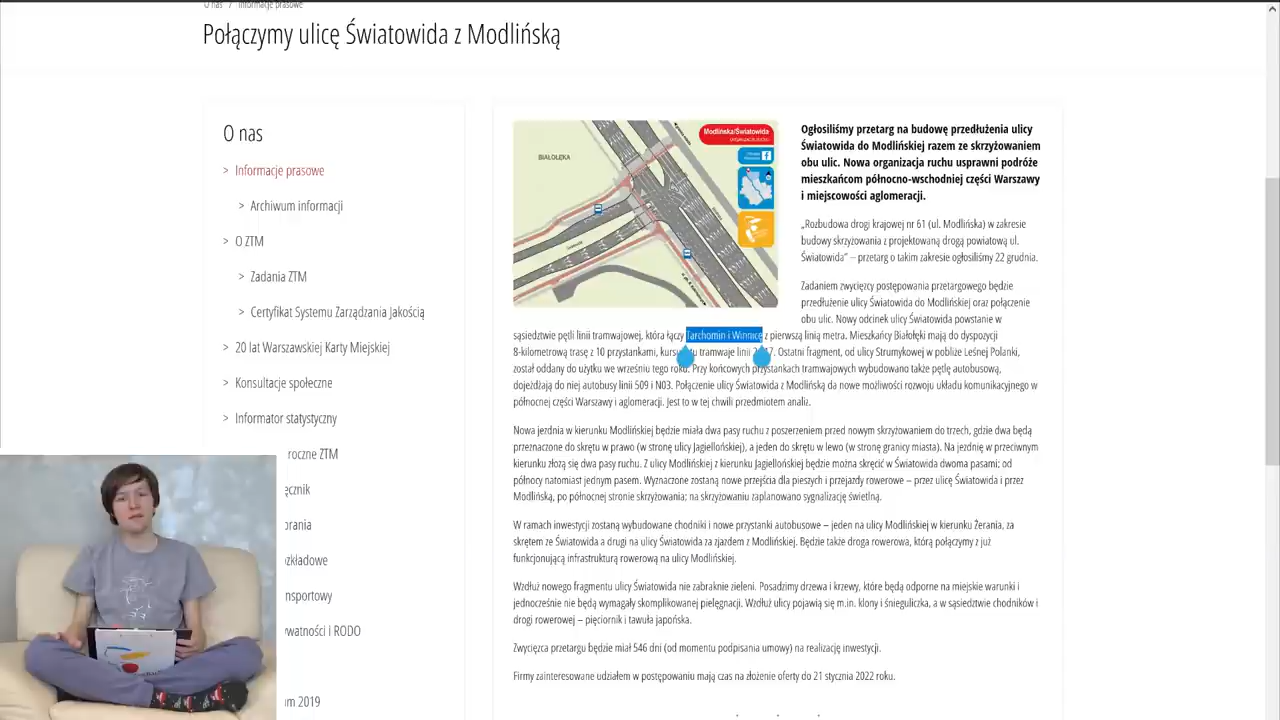 O nas / Informacje prasowe
Połączymy ulicę Światowida z Modlińską
O nas
> Informacje prasowe
> Archiwum informacji
> O ZTM
> Zadania ZTM
> Certyfikat Systemu Zarządzania Jakością
> 20 lat Warszawskiej Karty Miejskiej
> Konsultacje społeczne
> Informator statystyczny
roczne ZTM
ęcznik
brania
zkładowe
nsportowy
ywatności i RODO
am 2019
Modlińska/Światowida
BIAŁOŁĘKA
Ogłosiliśmy przetarg na budowę przedłużenia ulicy
Światowida do Modlińskiej razem ze skrzyżowaniem
obu ulic. Nowa organizacja ruchu usprawni podróże
mieszkańcom północno-wschodniej części Warszawy
i miejscowości aglomeracji.
„Rozbudowa drogi krajowej nr 61 (ul. Modlińska) w zakresie
budowy skrzyżowania z projektowaną drogą powiatową ul.
Światowida” – przetarg o takim zakresie ogłosiliśmy 22 grudnia.
Zadaniem zwycięzcy postępowania przetargowego będzie
przedłużenie ulicy Światowida do Modlińskiej oraz połączenie
obu ulic. Nowy odcinek ulicy Światowida powstanie w
sąsiedztwie pętli linii tramwajowej, która łączy Tarchomin i Winnicę z pierwszą linią metra. Mieszkańcy Białołęki mają do dyspozycji
8-kilometrową trasę z 10 przystankami, kursują tu tramwaje linii 2 i 17. Ostatni fragment, od ulicy Strumykowej w pobliże Leśnej Polanki,
został oddany do użytku we wrześniu tego roku. Przy końcowych przystankach tramwajowych wybudowano także pętlę autobusową,
dojeżdżają do niej autobusy linii 509 i N03. Połączenie ulicy Światowida z Modlińską da nowe możliwości rozwoju układu komunikacyjnego w
północnej części Warszawy i aglomeracji. Jest to w tej chwili przedmiotem analiz.
Nowa jezdnia w kierunku Modlińskiej będzie miała dwa pasy ruchu z poszerzeniem przed nowym skrzyżowaniem do trzech, gdzie dwa będą
przeznaczone do skrętu w prawo (w stronę ulicy Jagiellońskiej), a jeden do skrętu w lewo (w stronę granicy miasta). Na jezdnię w przeciwnym
kierunku złożą się dwa pasy ruchu. Z ulicy Modlińskiej z kierunku Jagiellońskiej będzie można skręcić w Światowida dwoma pasami; od
północy natomiast jednym pasem. Wyznaczone zostaną nowe przejścia dla pieszych i przejazdy rowerowe – przez ulicę Światowida i przez
Modlińską, po północnej stronie skrzyżowania; na skrzyżowaniu zaplanowano sygnalizację świetlną.
W ramach inwestycji zostaną wybudowane chodniki i nowe przystanki autobusowe – jeden na ulicy Modlińskiej w kierunku Żerania, za
skrętem ze Światowida a drugi na ulicy Światowida za zjazdem z Modlińskiej. Będzie także droga rowerowa, którą połączymy z już
funkcjonującą infrastrukturą rowerową na ulicy Modlińskiej.
Wzdłuż nowego fragmentu ulicy Światowida nie zabraknie zieleni. Posadzimy drzewa i krzewy, które będą odporne na miejskie warunki i
jednocześnie nie będą wymagały skomplikowanej pielęgnacji. Wzdłuż ulicy pojawią się m.in. klony i śnieguliczka, a w sąsiedztwie chodników i
drogi rowerowej – pięciornik i tawuła japońska.
Zwycięzca przetargu będzie miał 546 dni (od momentu podpisania umowy) na realizację inwestycji.
Firmy zainteresowane udziałem w postępowaniu mają czas na złożenie oferty do 21 stycznia 2022 roku.